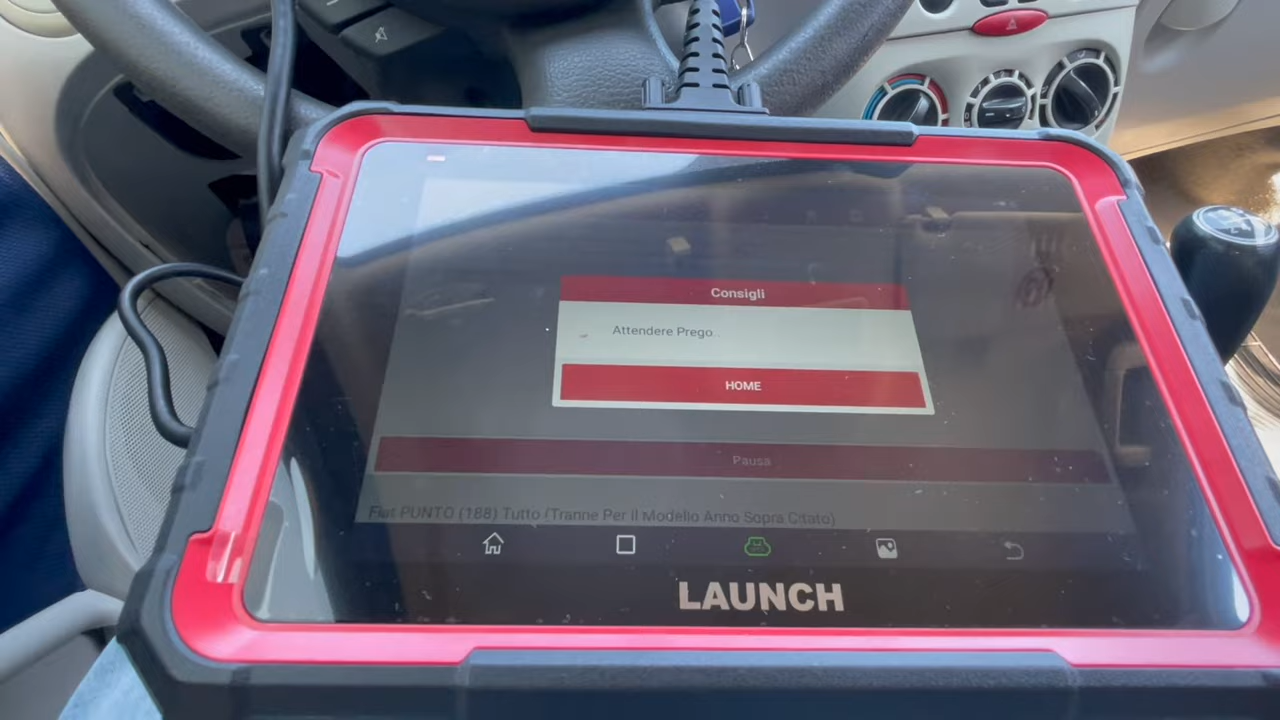 Consigli
Attendere Prego...
HOME
Pausa
Fiat PUNTO (188) Tutto (Tranne Per Il Modello Anno Sopra Citato)
LAUNCH